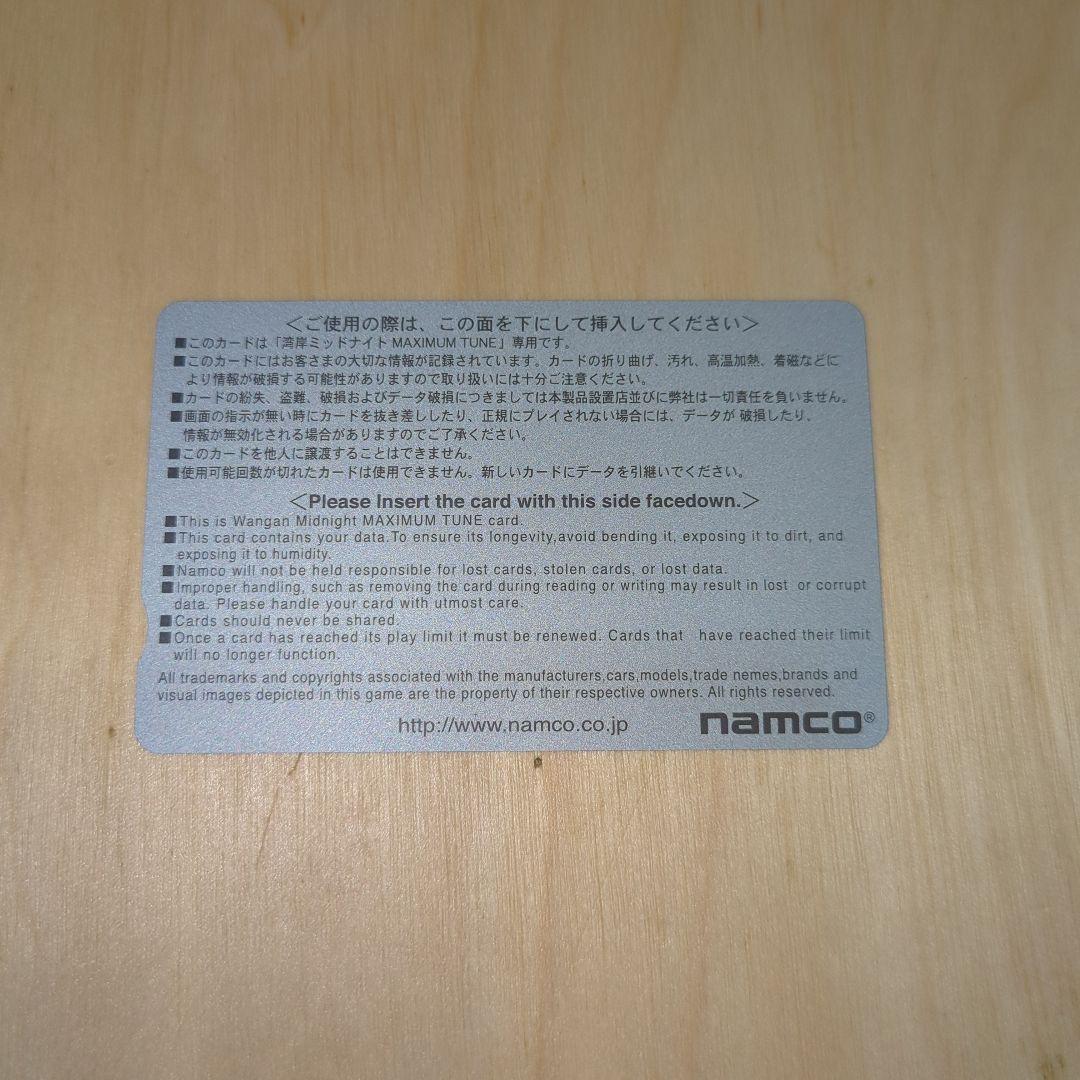 ＜ご使用の際は、この面を下にして挿入してください＞
■このカードは「湾岸ミッドナイト MAXIMUM TUNE」専用です。
■このカードにはお客さまの大切な情報が記録されています。カードの折り曲げ、汚れ、高温加熱、着磁などに
より情報が破損する可能性がありますので取り扱いには十分ご注意ください。
■カードの紛失、盗難、破損およびデータ破損につきましては本製品設置店並びに弊社は一切責任を負いません。
■画面の指示が無い時にカードを抜き差ししたり、正規にプレイされない場合には、データが 破損したり、
情報が無効化される場合がありますのでご了承ください。
■このカードを他人に譲渡することはできません。
■使用可能回数が切れたカードは使用できません。新しいカードにデータを引継いでください。
＜Please Insert the card with this side facedown.＞
■This is Wangan Midnight MAXIMUM TUNE card.
■This card contains your data.To ensure its longevity,avoid bending it, exposing it to dirt, and
exposing it to humidity.
■Namco will not be held responsible for lost cards, stolen cards, or lost data.
■Improper handling, such as removing the card during reading or writing may result in lost or corrupt
data. Please handle your card with utmost care.
■Cards should never be shared.
■Once a card has reached its play limit it must be renewed. Cards that have reached their limit
will no longer function.
All trademarks and copyrights associated with the manufacturers,cars,models,trade nemes,brands and
visual images depicted in this game are the property of their respective owners. All rights reserved.
http://www.namco.co.jp namco®